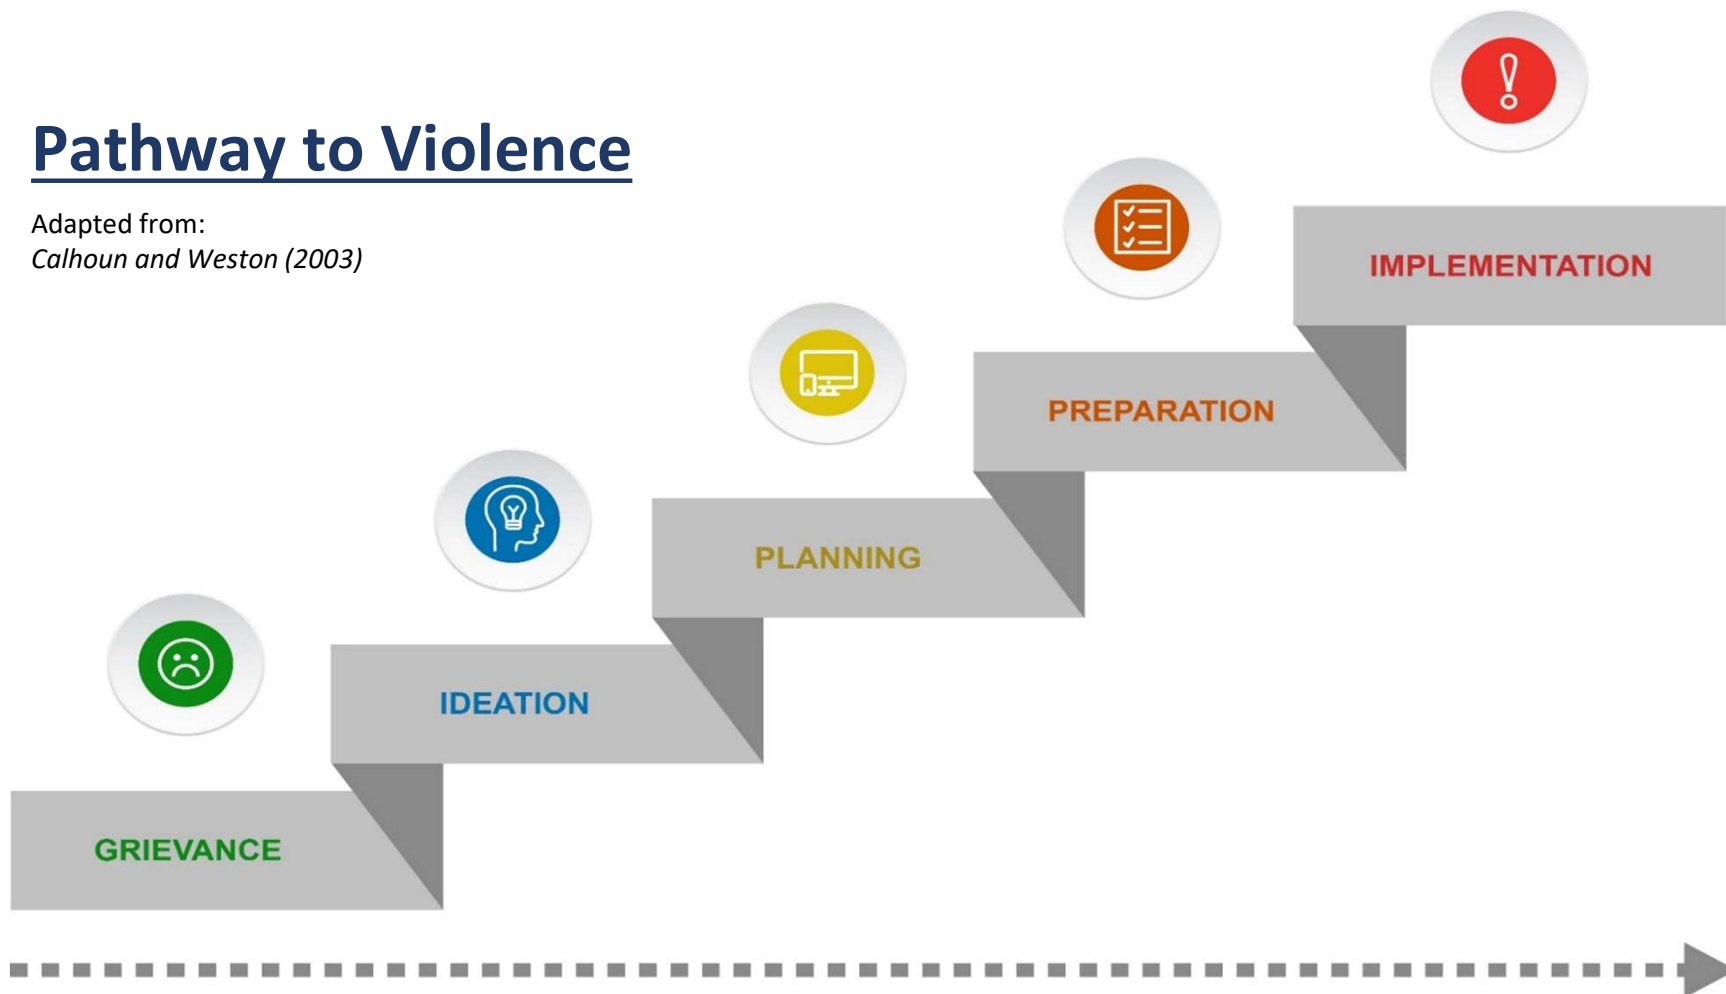 Pathway to Violence
Adapted from:
Calhoun and Weston (2003)
IMPLEMENTATION
PREPARATION
PLANNING
IDEATION
GRIEVANCE